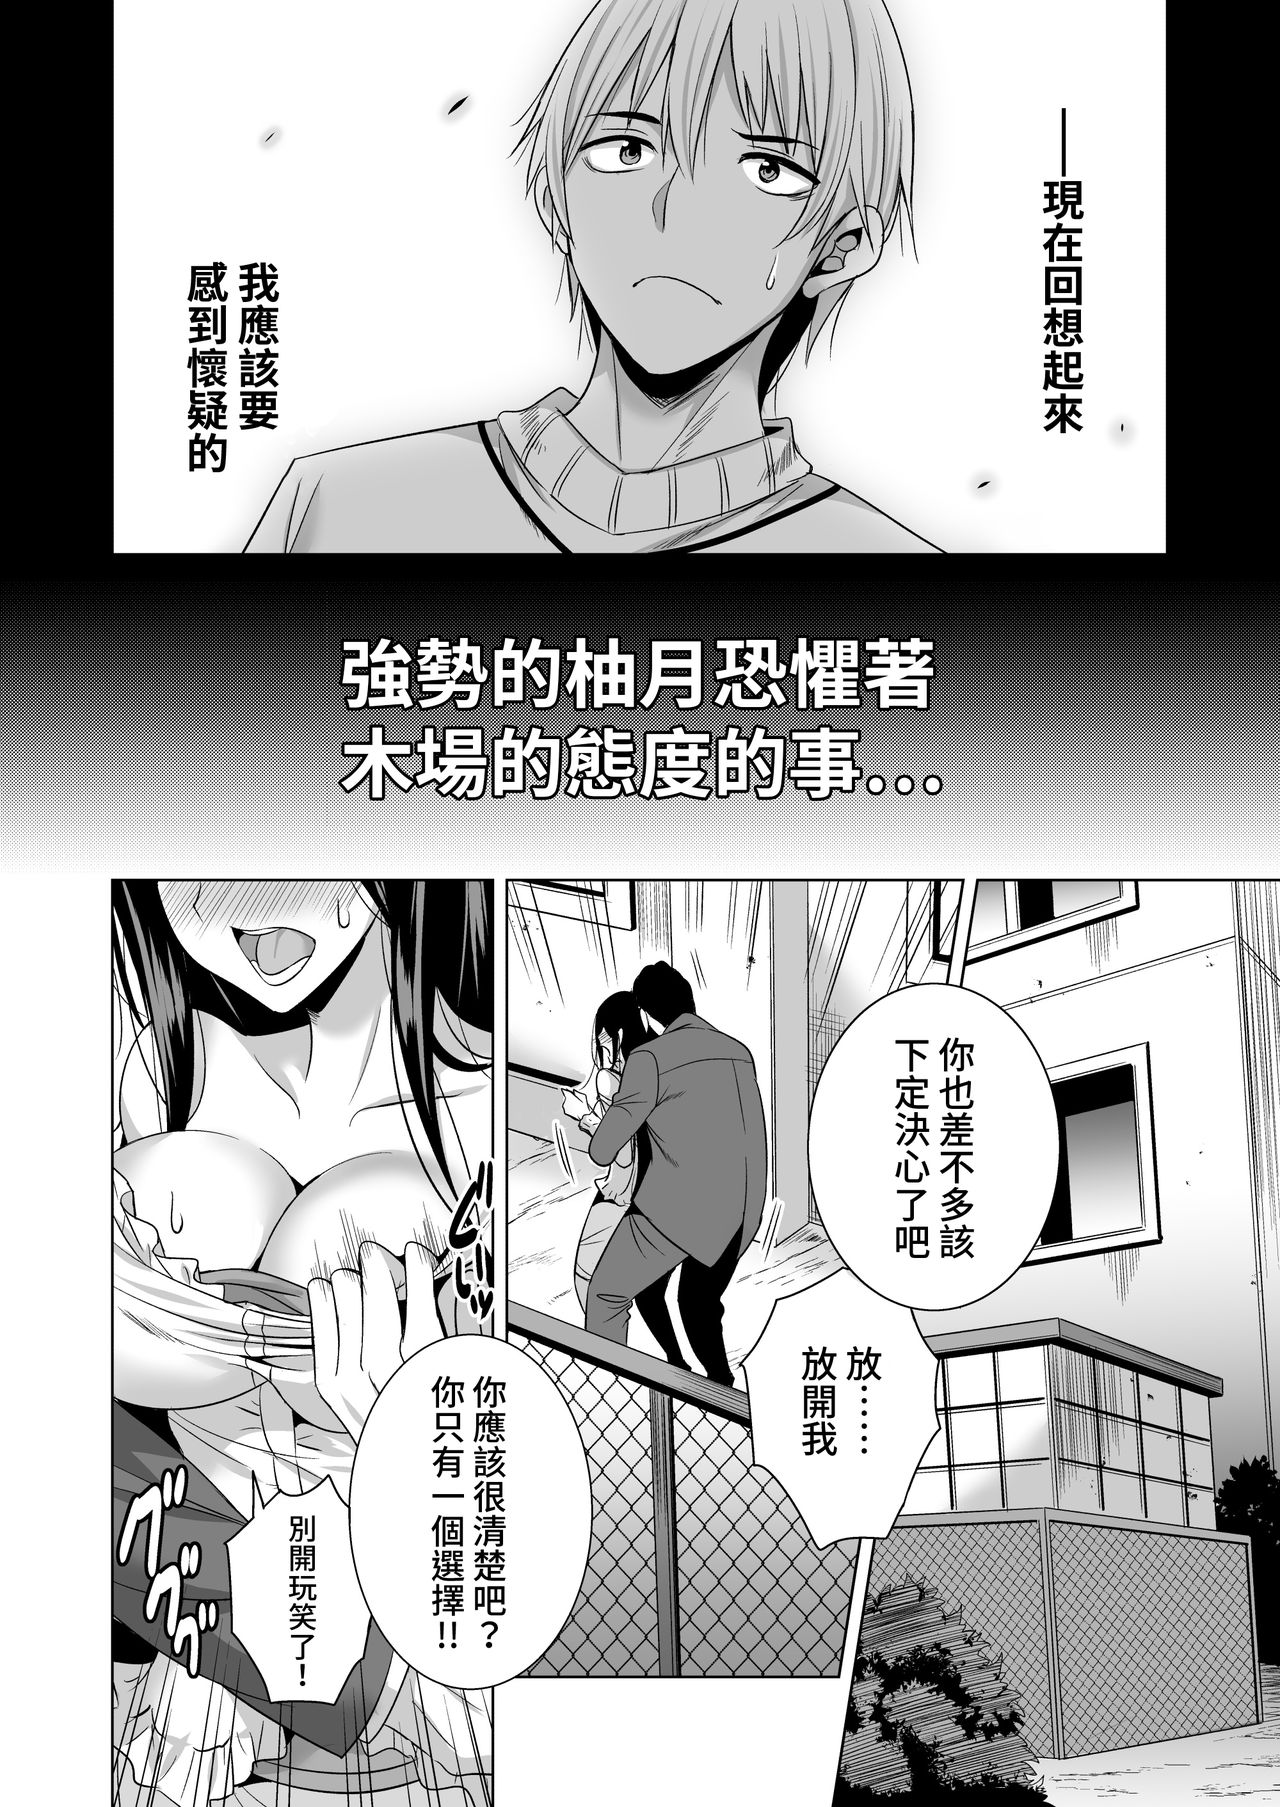 ——現在回想起來
我應該要
感到懷疑的
強勢的柚月恐懼著
木場的態度的事...
你也差不多該
下定決心了吧
放……
放開我
你應該很清楚吧？
你只有一個選擇!!
別開玩笑了！
グググ